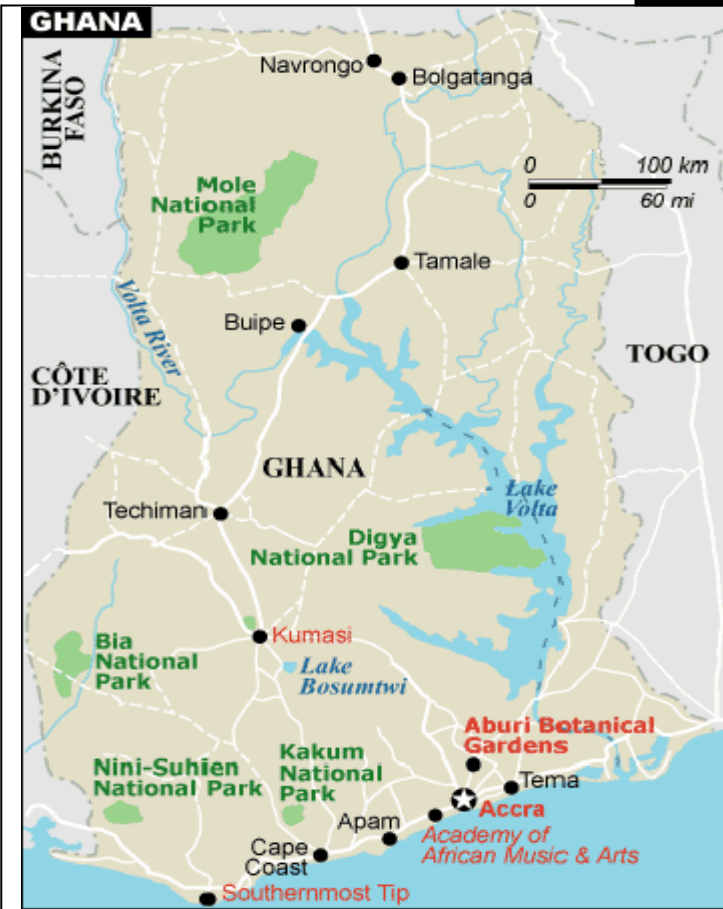 GHANA
BURKINA
FASO
Navrongo
Bolgatanga
0 100 km
0 60 mi
Mole
National
Park
Tamale
Volta River
Buipe
TOGO
CÔTE
D'IVOIRE
GHANA
Lake
Volta
Techiman
Digya
National Park
Kumasi
Bia
National
Park
Lake
Bosumtwi
Aburi Botanical
Gardens
Nini-Suhien
National Park
Kakum
National
Park
Tema
Accra
Apam
Academy of
African Music & Arts
Cape
Coast
Southernmost Tip